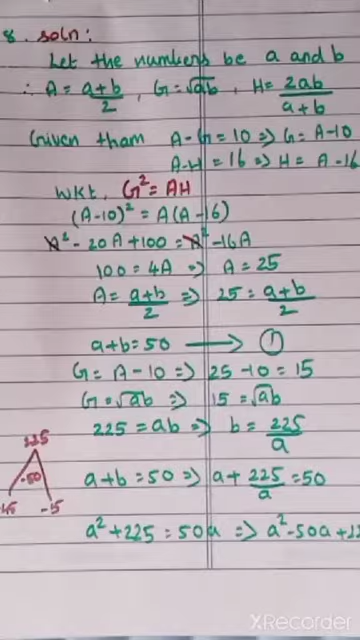 8. Soln:
Let the numbers be a and b
∴ A = a+b/2 , G = √ab , H = 2ab/a+b
Given tham A-G=10 => G= A-10
A-H = 16 => H = A-16
WKT, G² = AH
(A-10)² = A(A-16)
A² - 20A + 100 = A² - 16A
100 = 4A => A = 25
A = a+b/2 => 25 = a+b/2
a+b = 50 → ①
G = A-10 => 25-10 = 15
G = √ab => 15 = √ab
225 = ab => b = 225/a
225
-50
-5
a+b = 50 => a + 225/a = 50
a² + 225 = 50a => a² - 50a +
XRecorder